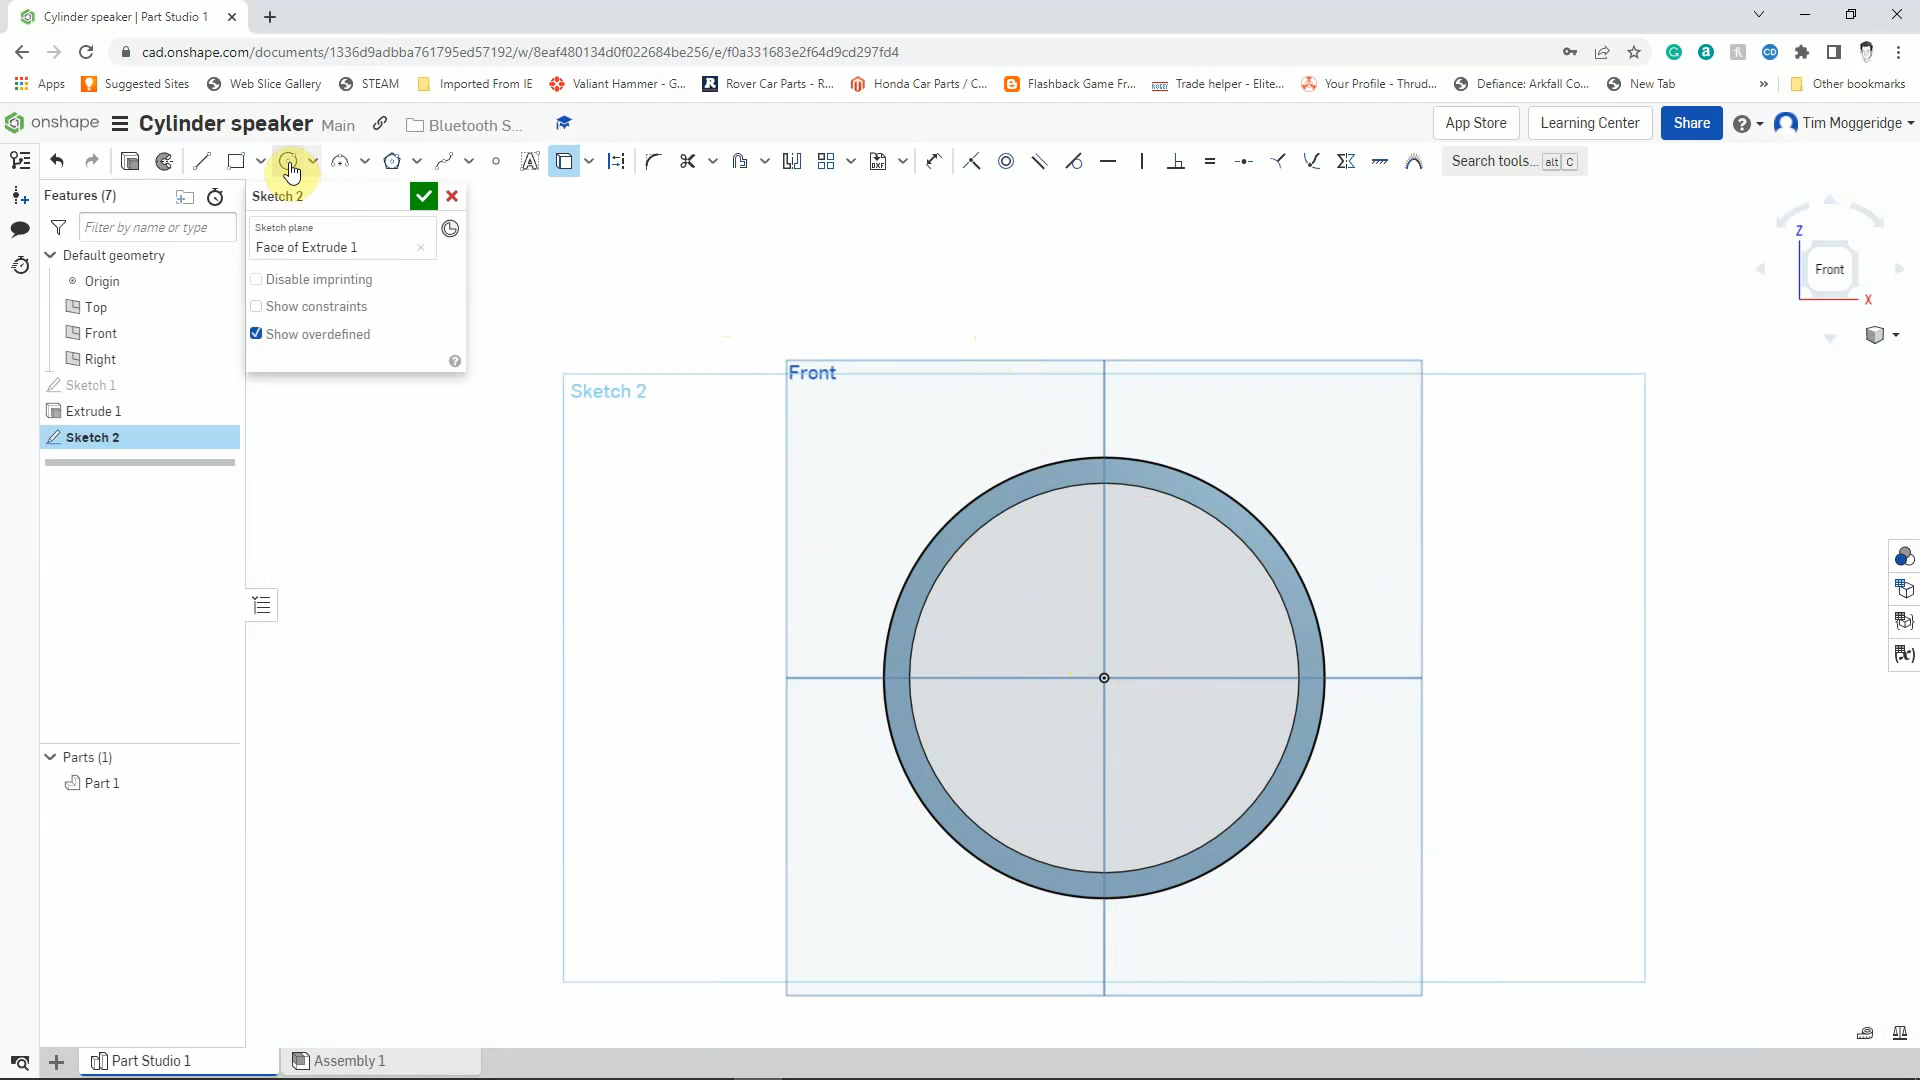 Cylinder speaker | Part Studio 1
cad.onshape.com/documents/1336d9adbba761795ed57192/w/8eaf480134d0f022684be256/e/f0a331683e2f64d9cd297fd4
Apps Suggested Sites Web Slice Gallery STEAM Imported From IE Valiant Hammer - G... Rover Car Parts - R... Honda Car Parts / C... Flashback Game Fr... Trade helper - Elite... Your Profile - Thrud... Defiance: Arkfall Co... New Tab » Other bookmarks
onshape Cylinder speaker Main Bluetooth S... App Store Learning Center Share Tim Moggeridge
Search tools... alt C
Features (7)
Sketch 2
Filter by name or type
Sketch plane
Face of Extrude 1
Default geometry
Disable imprinting
Origin
Show constraints
Top
Show overdefined
Front
Right
Sketch 1
Extrude 1
Sketch 2
Z
Front
X
Front
Sketch 2
Parts (1)
Part 1
Part Studio 1
Assembly 1